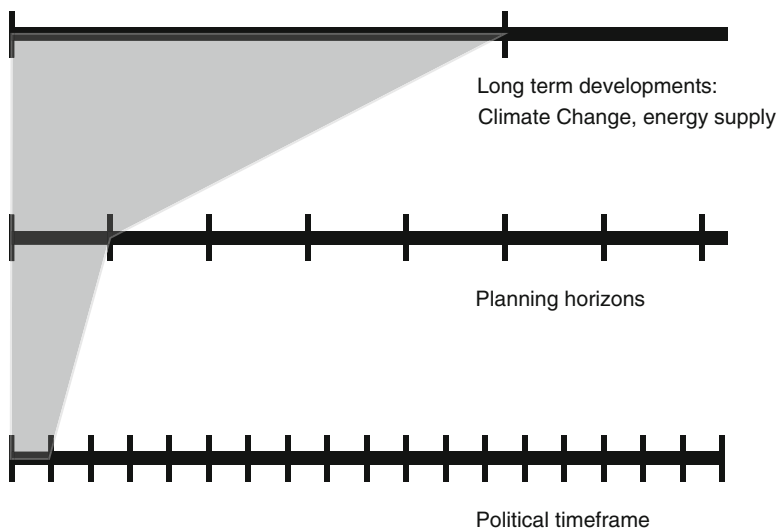 Long term developments:
Climate Change, energy supply
Planning horizons
Political timeframe